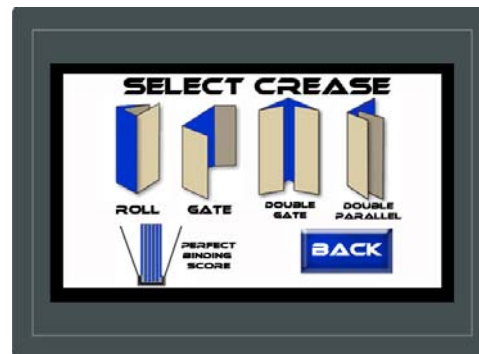 SELECT CREASE
ROLL
GATE
DOUBLE
GATE
DOUBLE
PARALLEL
PERFECT
BINDING
SCORE
BACK